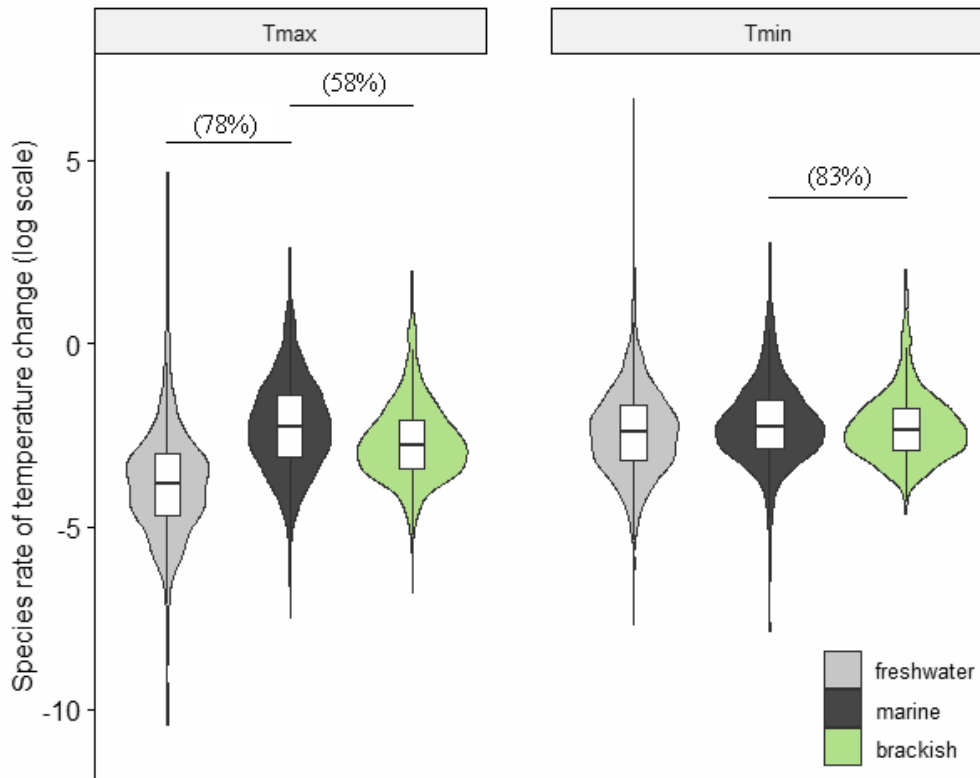 Tmax
Tmin
(58%)
(78%)
(83%)
Species rate of temperature change (log scale)
5
0
-5
-10
freshwater
marine
brackish